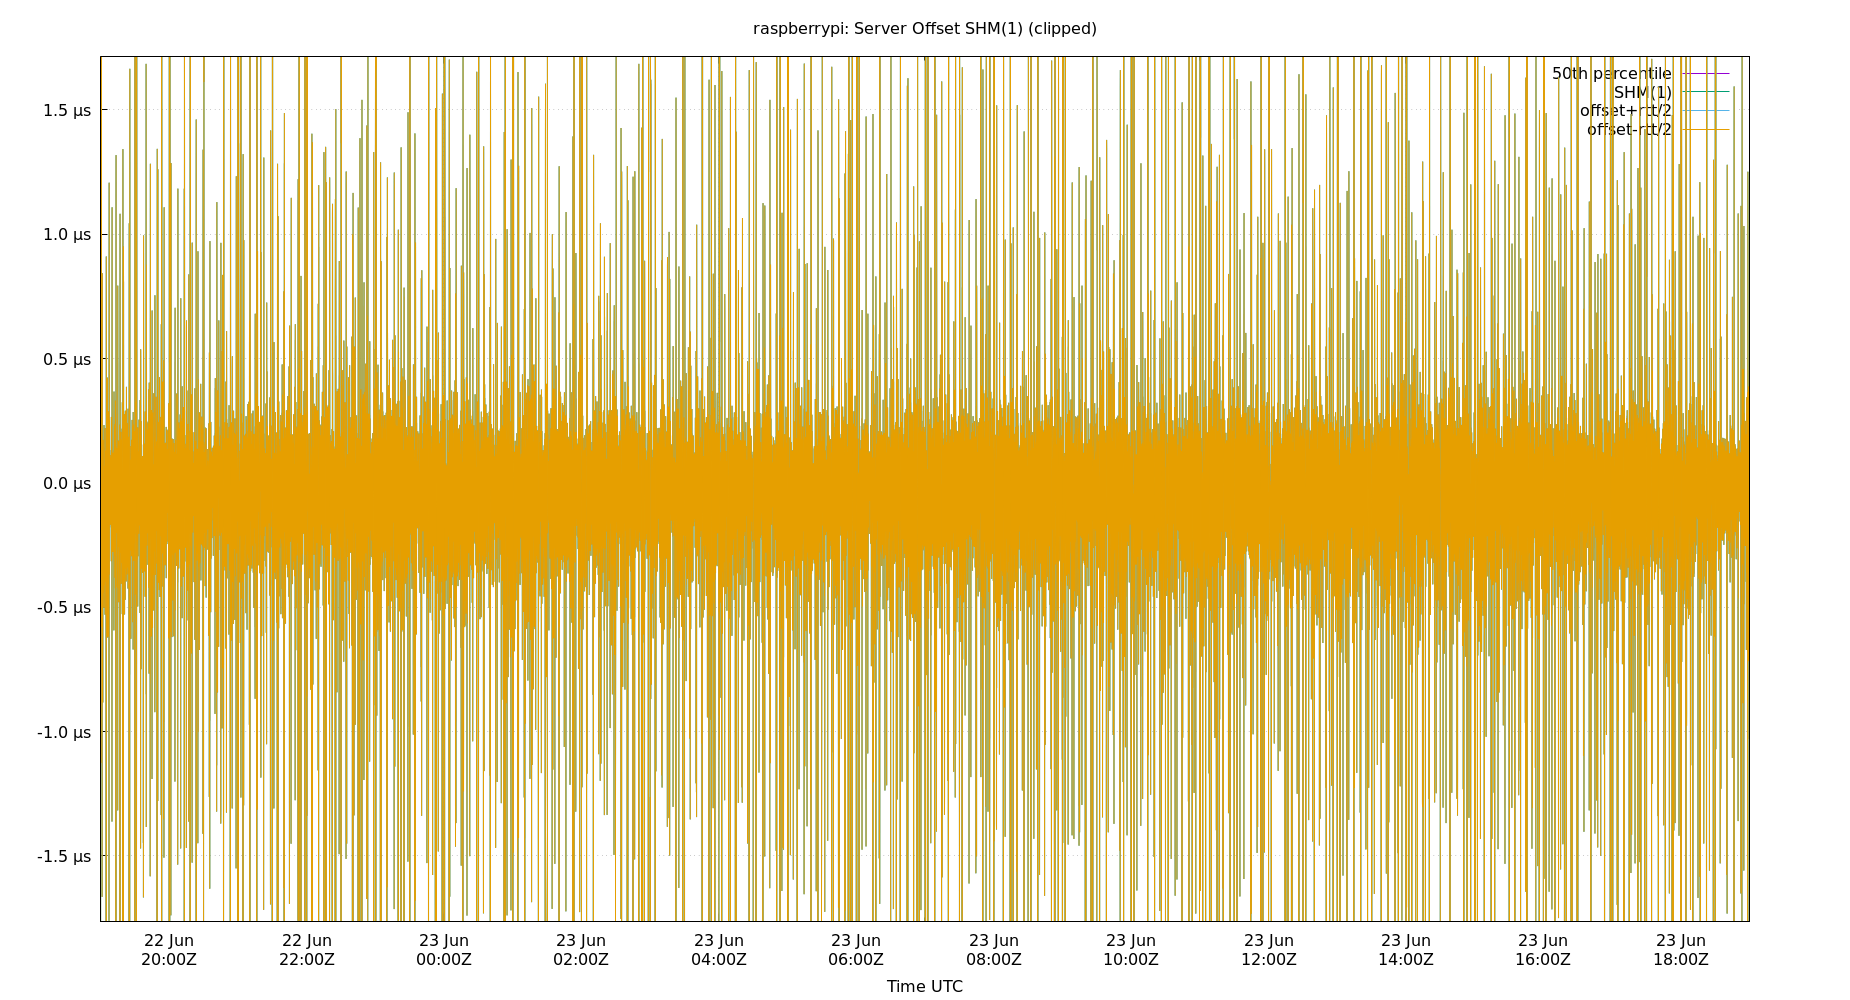 raspberrypi: Server Offset SHM(1) (clipped)
50th percentile
SHM(1)
offset+rtt/2
offset-rtt/2
1.5 µs
1.0 µs
0.5 µs
0.0 µs
-0.5 µs
-1.0 µs
-1.5 µs
22 Jun 22 Jun 23 Jun 23 Jun 23 Jun 23 Jun 23 Jun 23 Jun 23 Jun 23 Jun 23 Jun 23 Jun
20:00Z 22:00Z 00:00Z 02:00Z 04:00Z 06:00Z 08:00Z 10:00Z 12:00Z 14:00Z 16:00Z 18:00Z
Time UTC